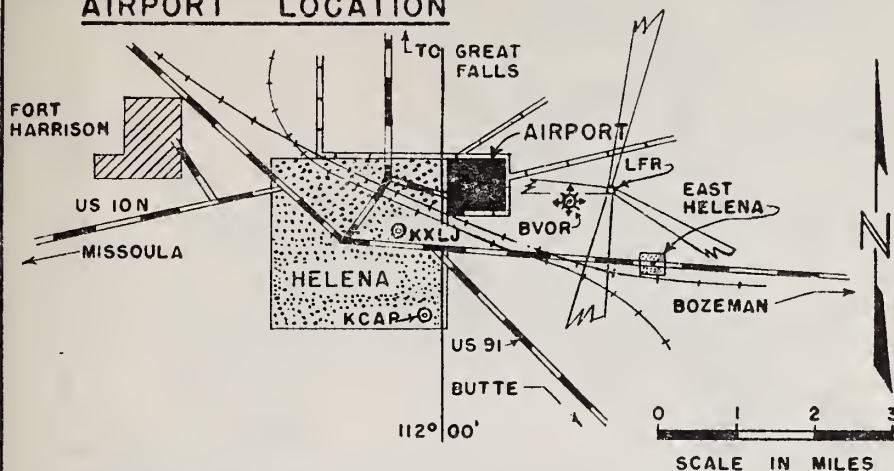 AIRPORT LOCATION
TO GREAT
FALLS
FORT
HARRISON
AIRPORT
LFR
EAST
HELENA
US 10N
BVOR
MISSOULA
KXLJ
HELENA
BOZEMAN
KCAP
US 91
BUTTE
N
112° 00'
0 1 2 3
SCALE IN MILES